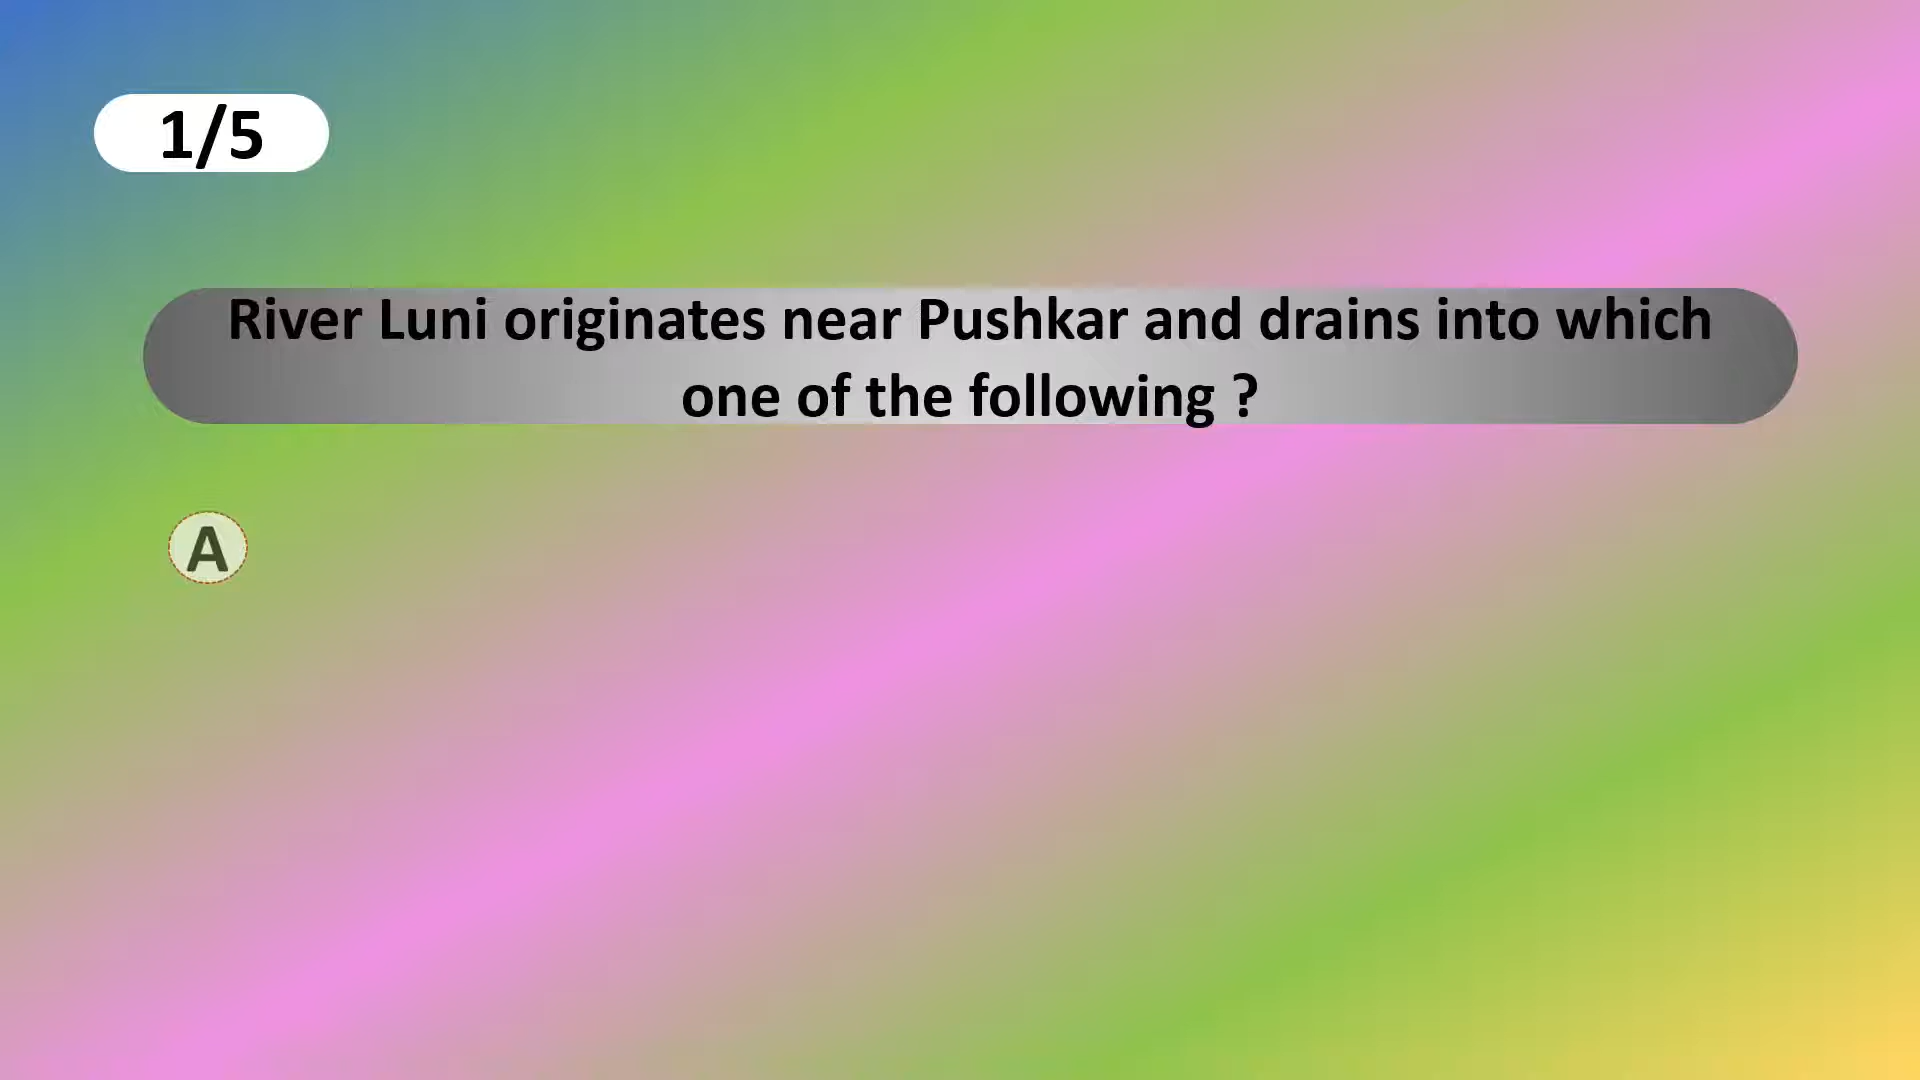 1/5
River Luni originates near Pushkar and drains into which
one of the following ?
A